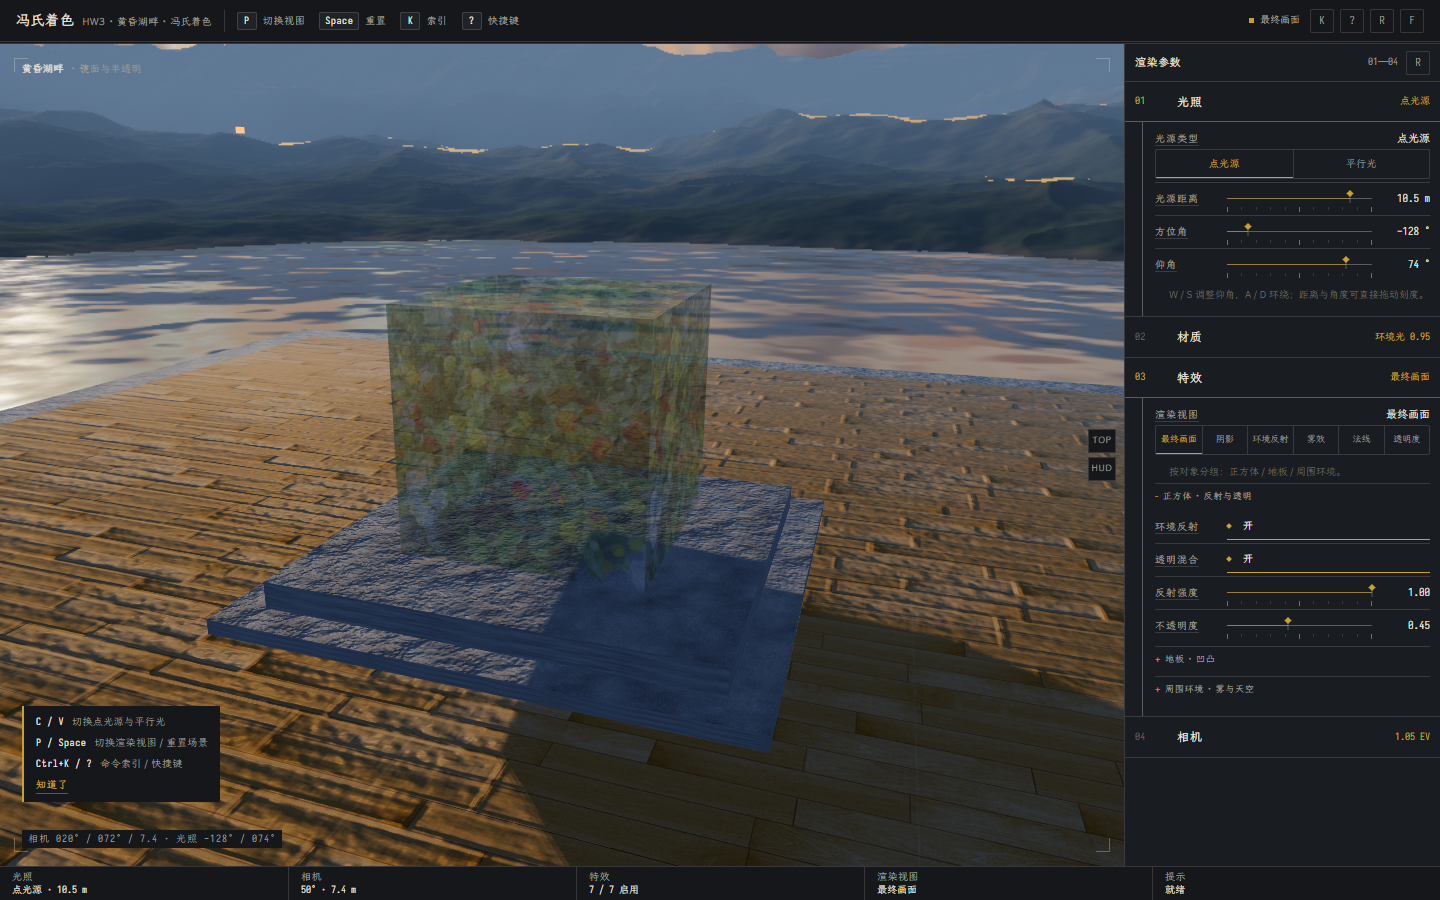 冯氏着色 HW3 · 黄昏湖畔 · 冯氏着色 P 切换视图 Space 重置 K 索引 ? 快捷键 最终画面 K ? R F
黄昏湖畔 · 镜面与半透明
渲染参数 01—04 R
01 光照 点光源
光源类型 点光源
点光源 平行光
光源距离 10.5 m
方位角 -128 °
仰角 74 °
W / S 调整仰角，A / D 环绕；距离与角度可直接拖动刻度。
02 材质 环境光 0.95
03 特效 最终画面
渲染视图 最终画面
最终画面 阴影 环境反射 雾效 法线 透明度
按对象分组：正方体 / 地板 / 周围环境。
- 正方体 · 反射与透明
环境反射 开
透明混合 开
反射强度 1.00
不透明度 0.45
+ 地板 · 凹凸
+ 周围环境 · 雾与天空
04 相机 1.05 EV
TOP
HUD
C / V 切换点光源与平行光
P / Space 切换渲染视图 / 重置场景
Ctrl+K / ? 命令索引 / 快捷键
知道了
相机 020° / 072° / 7.4 · 光照 -128° / 074°
光照 相机 特效 渲染视图 提示
点光源 · 10.5 m 50° · 7.4 m 7 / 7 启用 最终画面 就绪